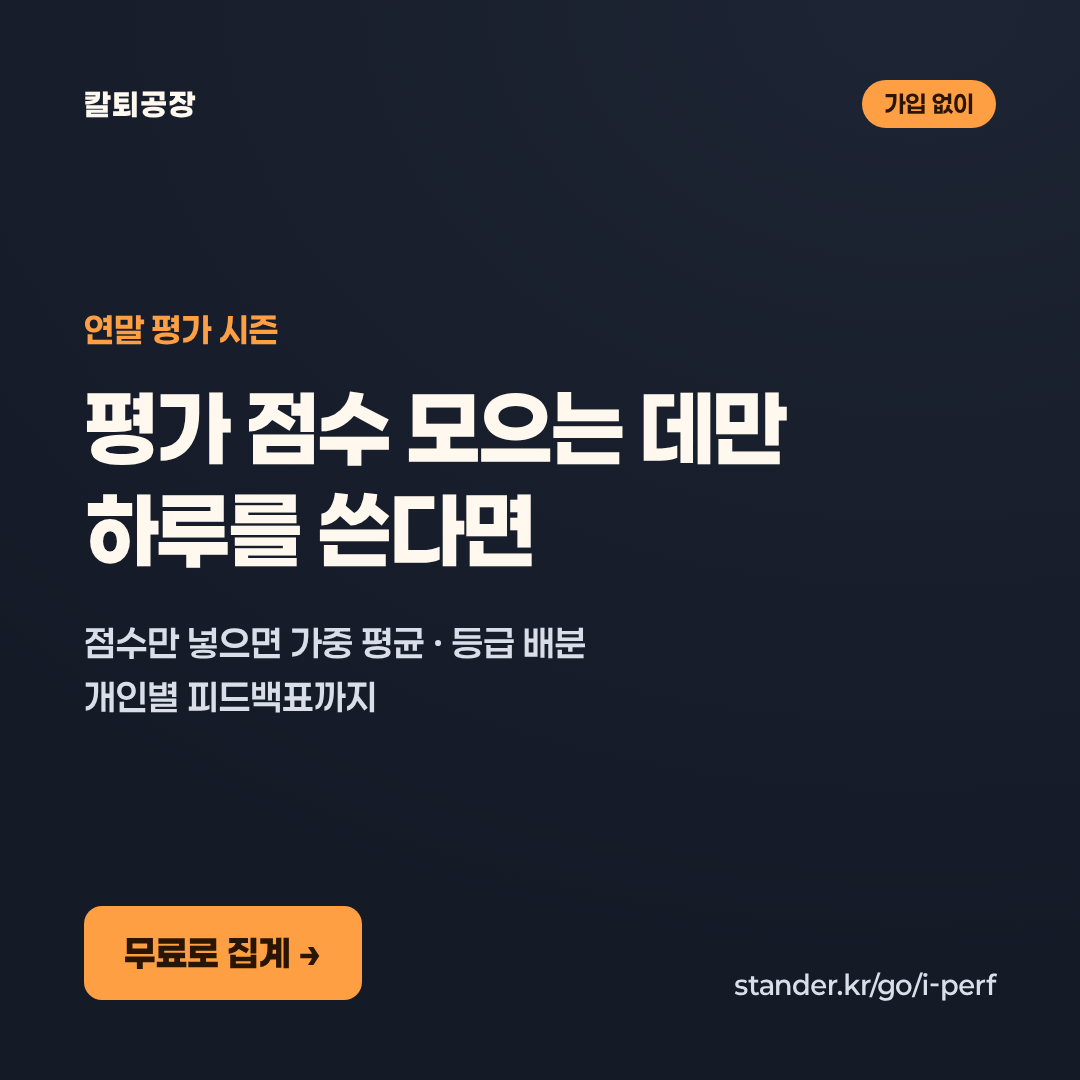 칼퇴공장
가입 없이
연말 평가 시즌
평가 점수 모으는 데만
하루를 쓴다면
점수만 넣으면 가중 평균 · 등급 배분
개인별 피드백표까지
무료로 집계 →
stander.kr/go/i-perf